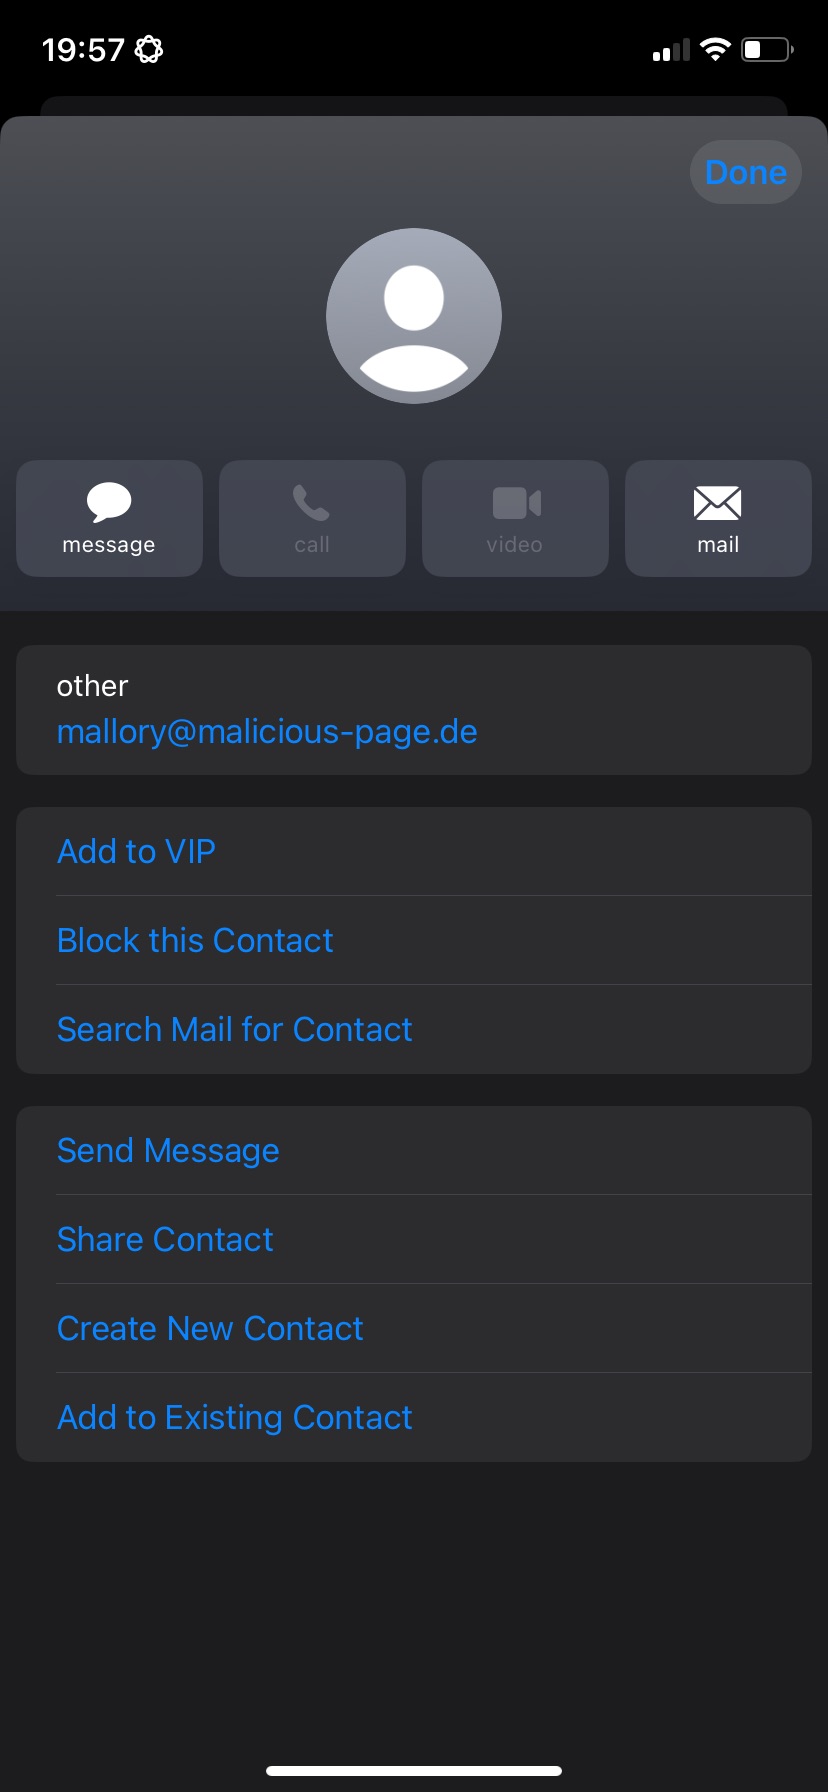 19:57
Done
message
call
video
mail
other
mallory@malicious-page.de
Add to VIP
Block this Contact
Search Mail for Contact
Send Message
Share Contact
Create New Contact
Add to Existing Contact